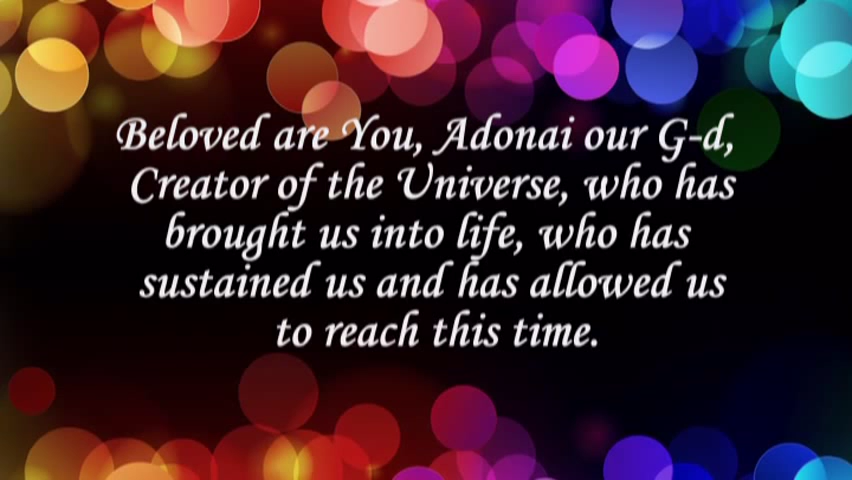 Beloved are You, Adonai our G-d,
Creator of the Universe, who has
brought us into life, who has
sustained us and has allowed us
to reach this time.